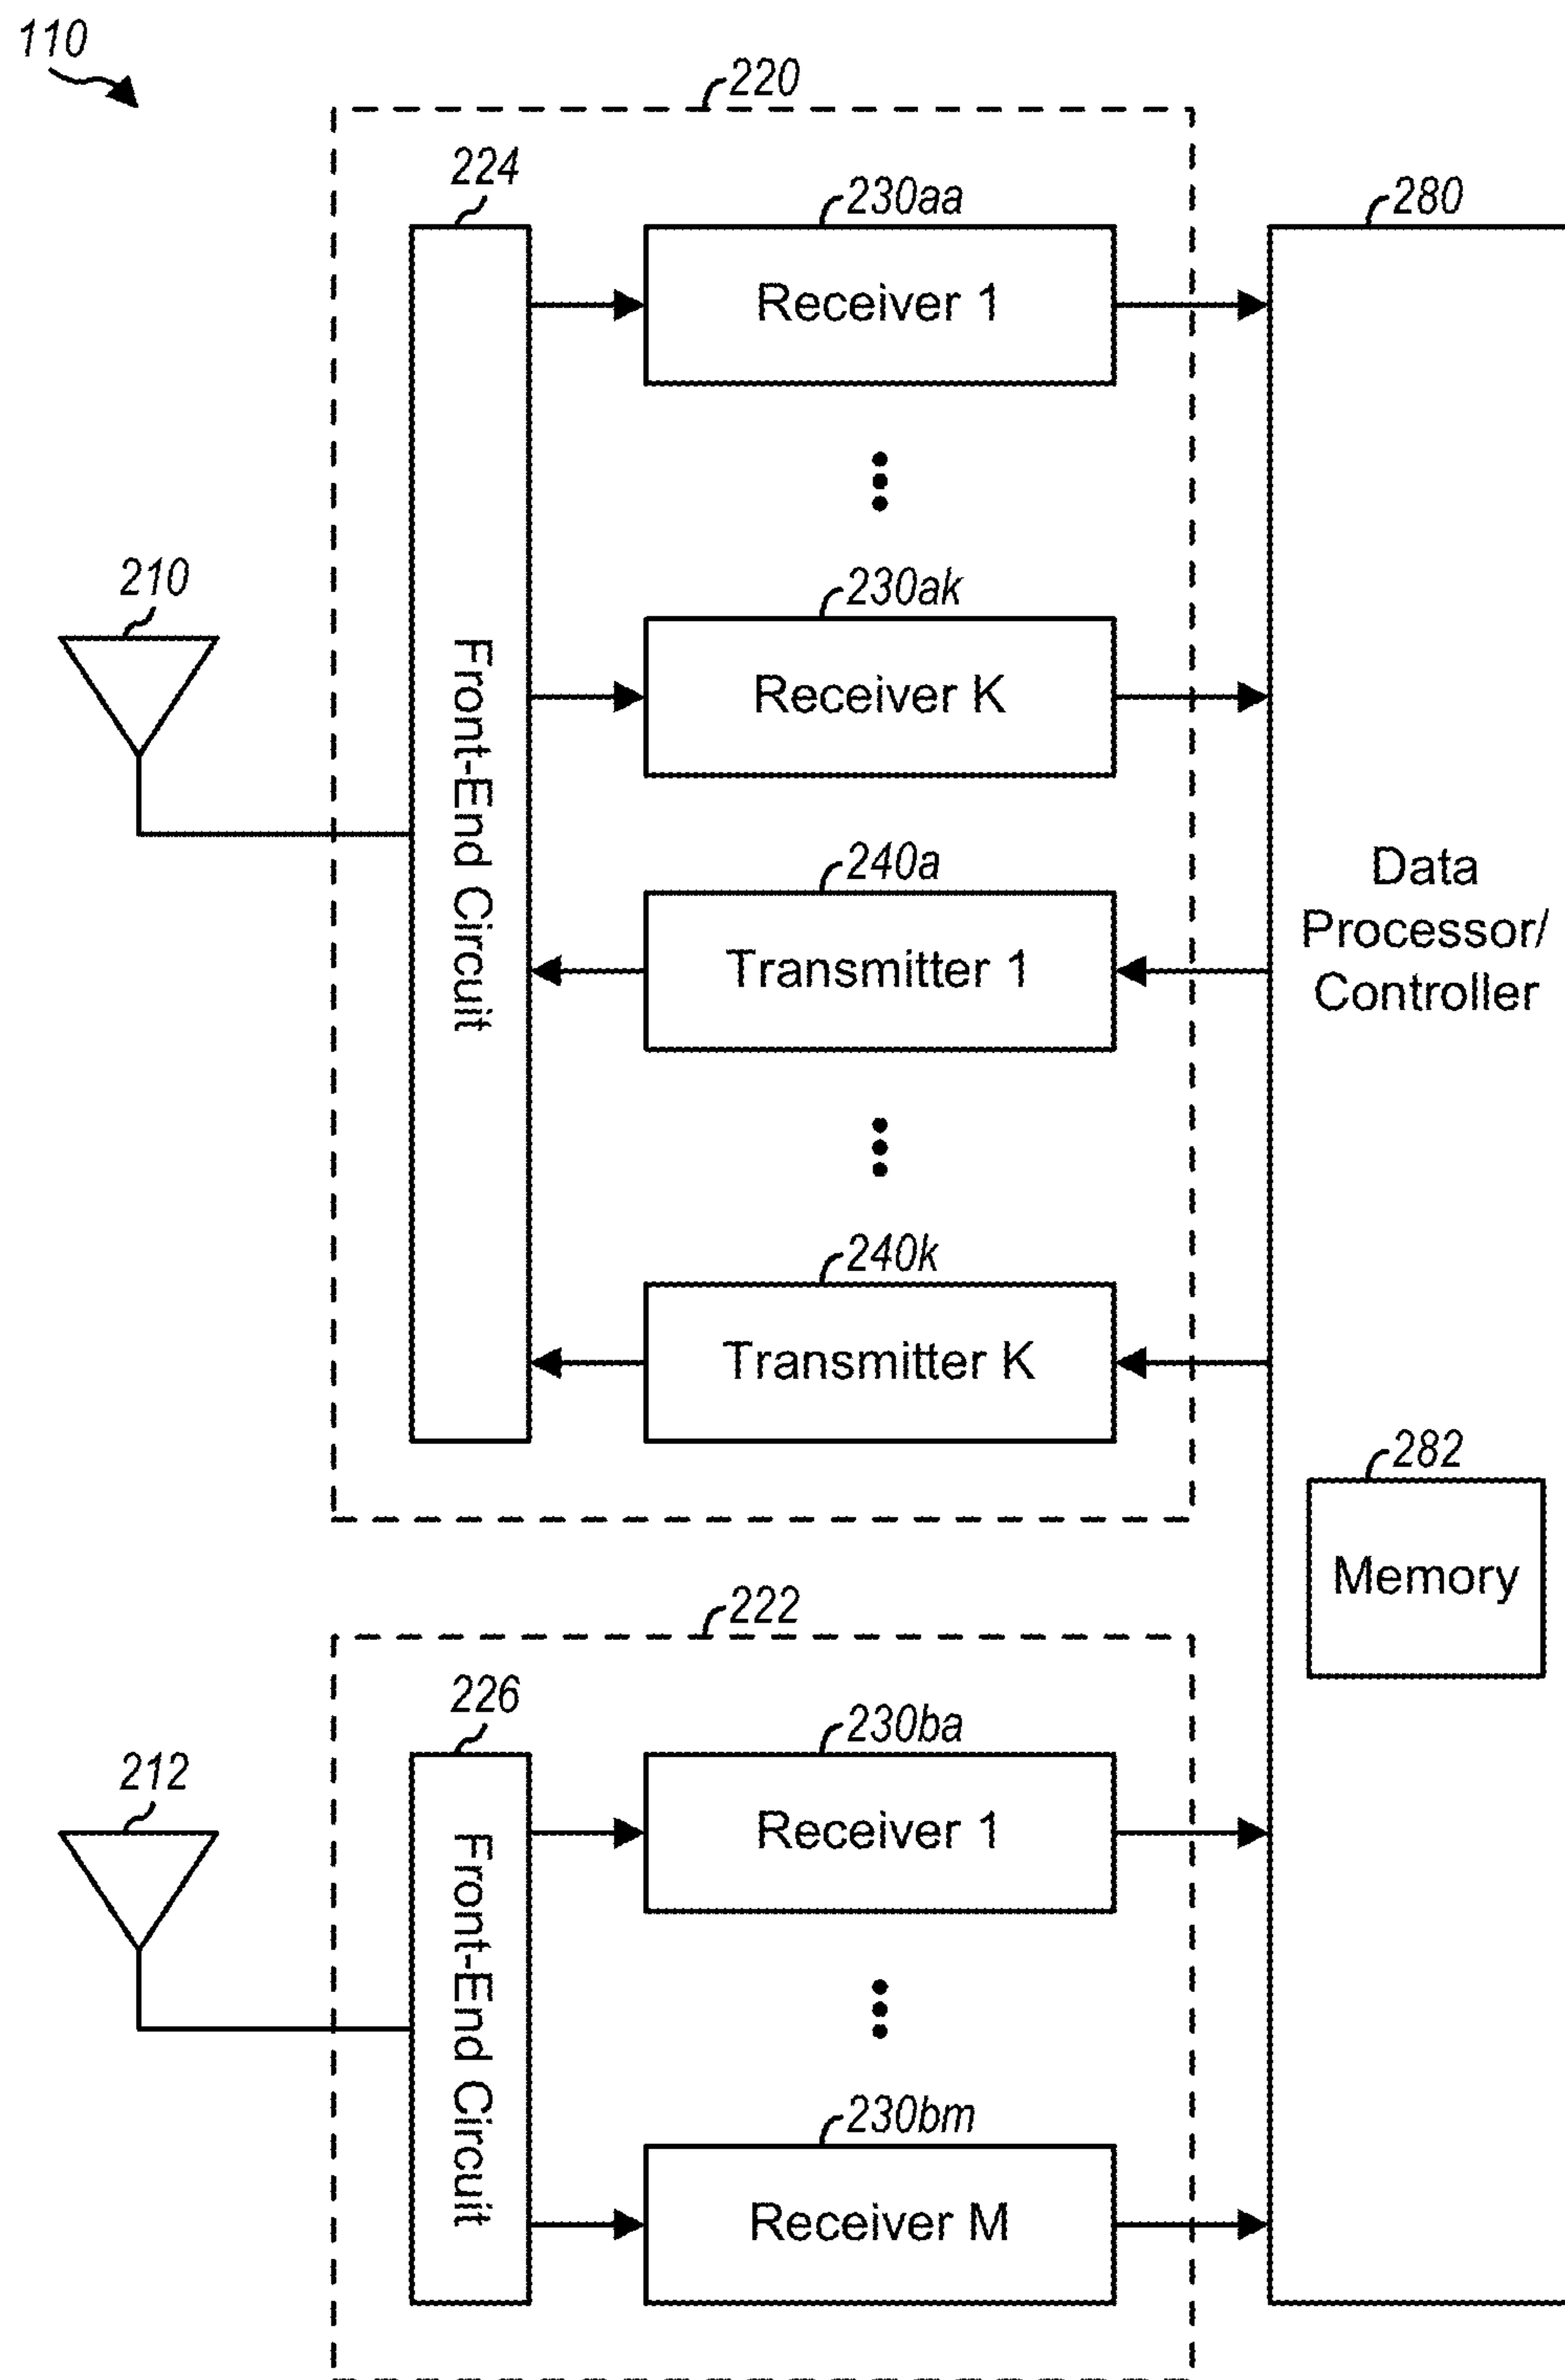 110
220
224
230aa
280
Receiver 1
210
230ak
Front-End Circuit
Receiver K
240a
Data
Processor/
Controller
Transmitter 1
240k
Transmitter K
282
Memory
222
226
230ba
212
Receiver 1
Front-End Circuit
230bm
Receiver M